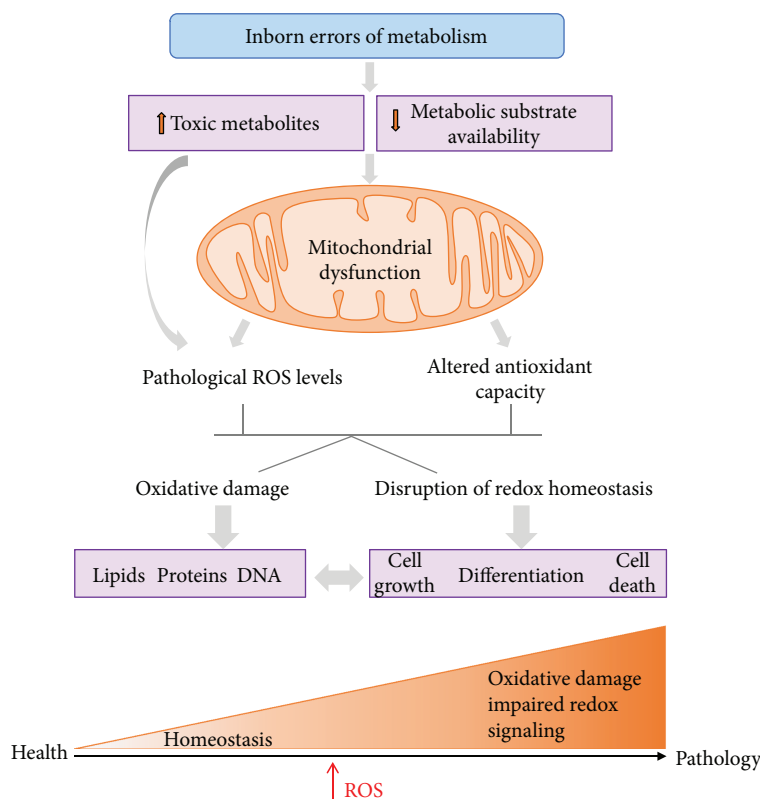 Inborn errors of metabolism
Toxic metabolites
Metabolic substrate
availability
Mitochondrial
dysfunction
Pathological ROS levels
Altered antioxidant
capacity
Oxidative damage
Disruption of redox homeostasis
Lipids Proteins DNA
Cell
growth
Differentiation
Cell
death
Oxidative damage
impaired redox
signaling
Homeostasis
Health
Pathology
ROS